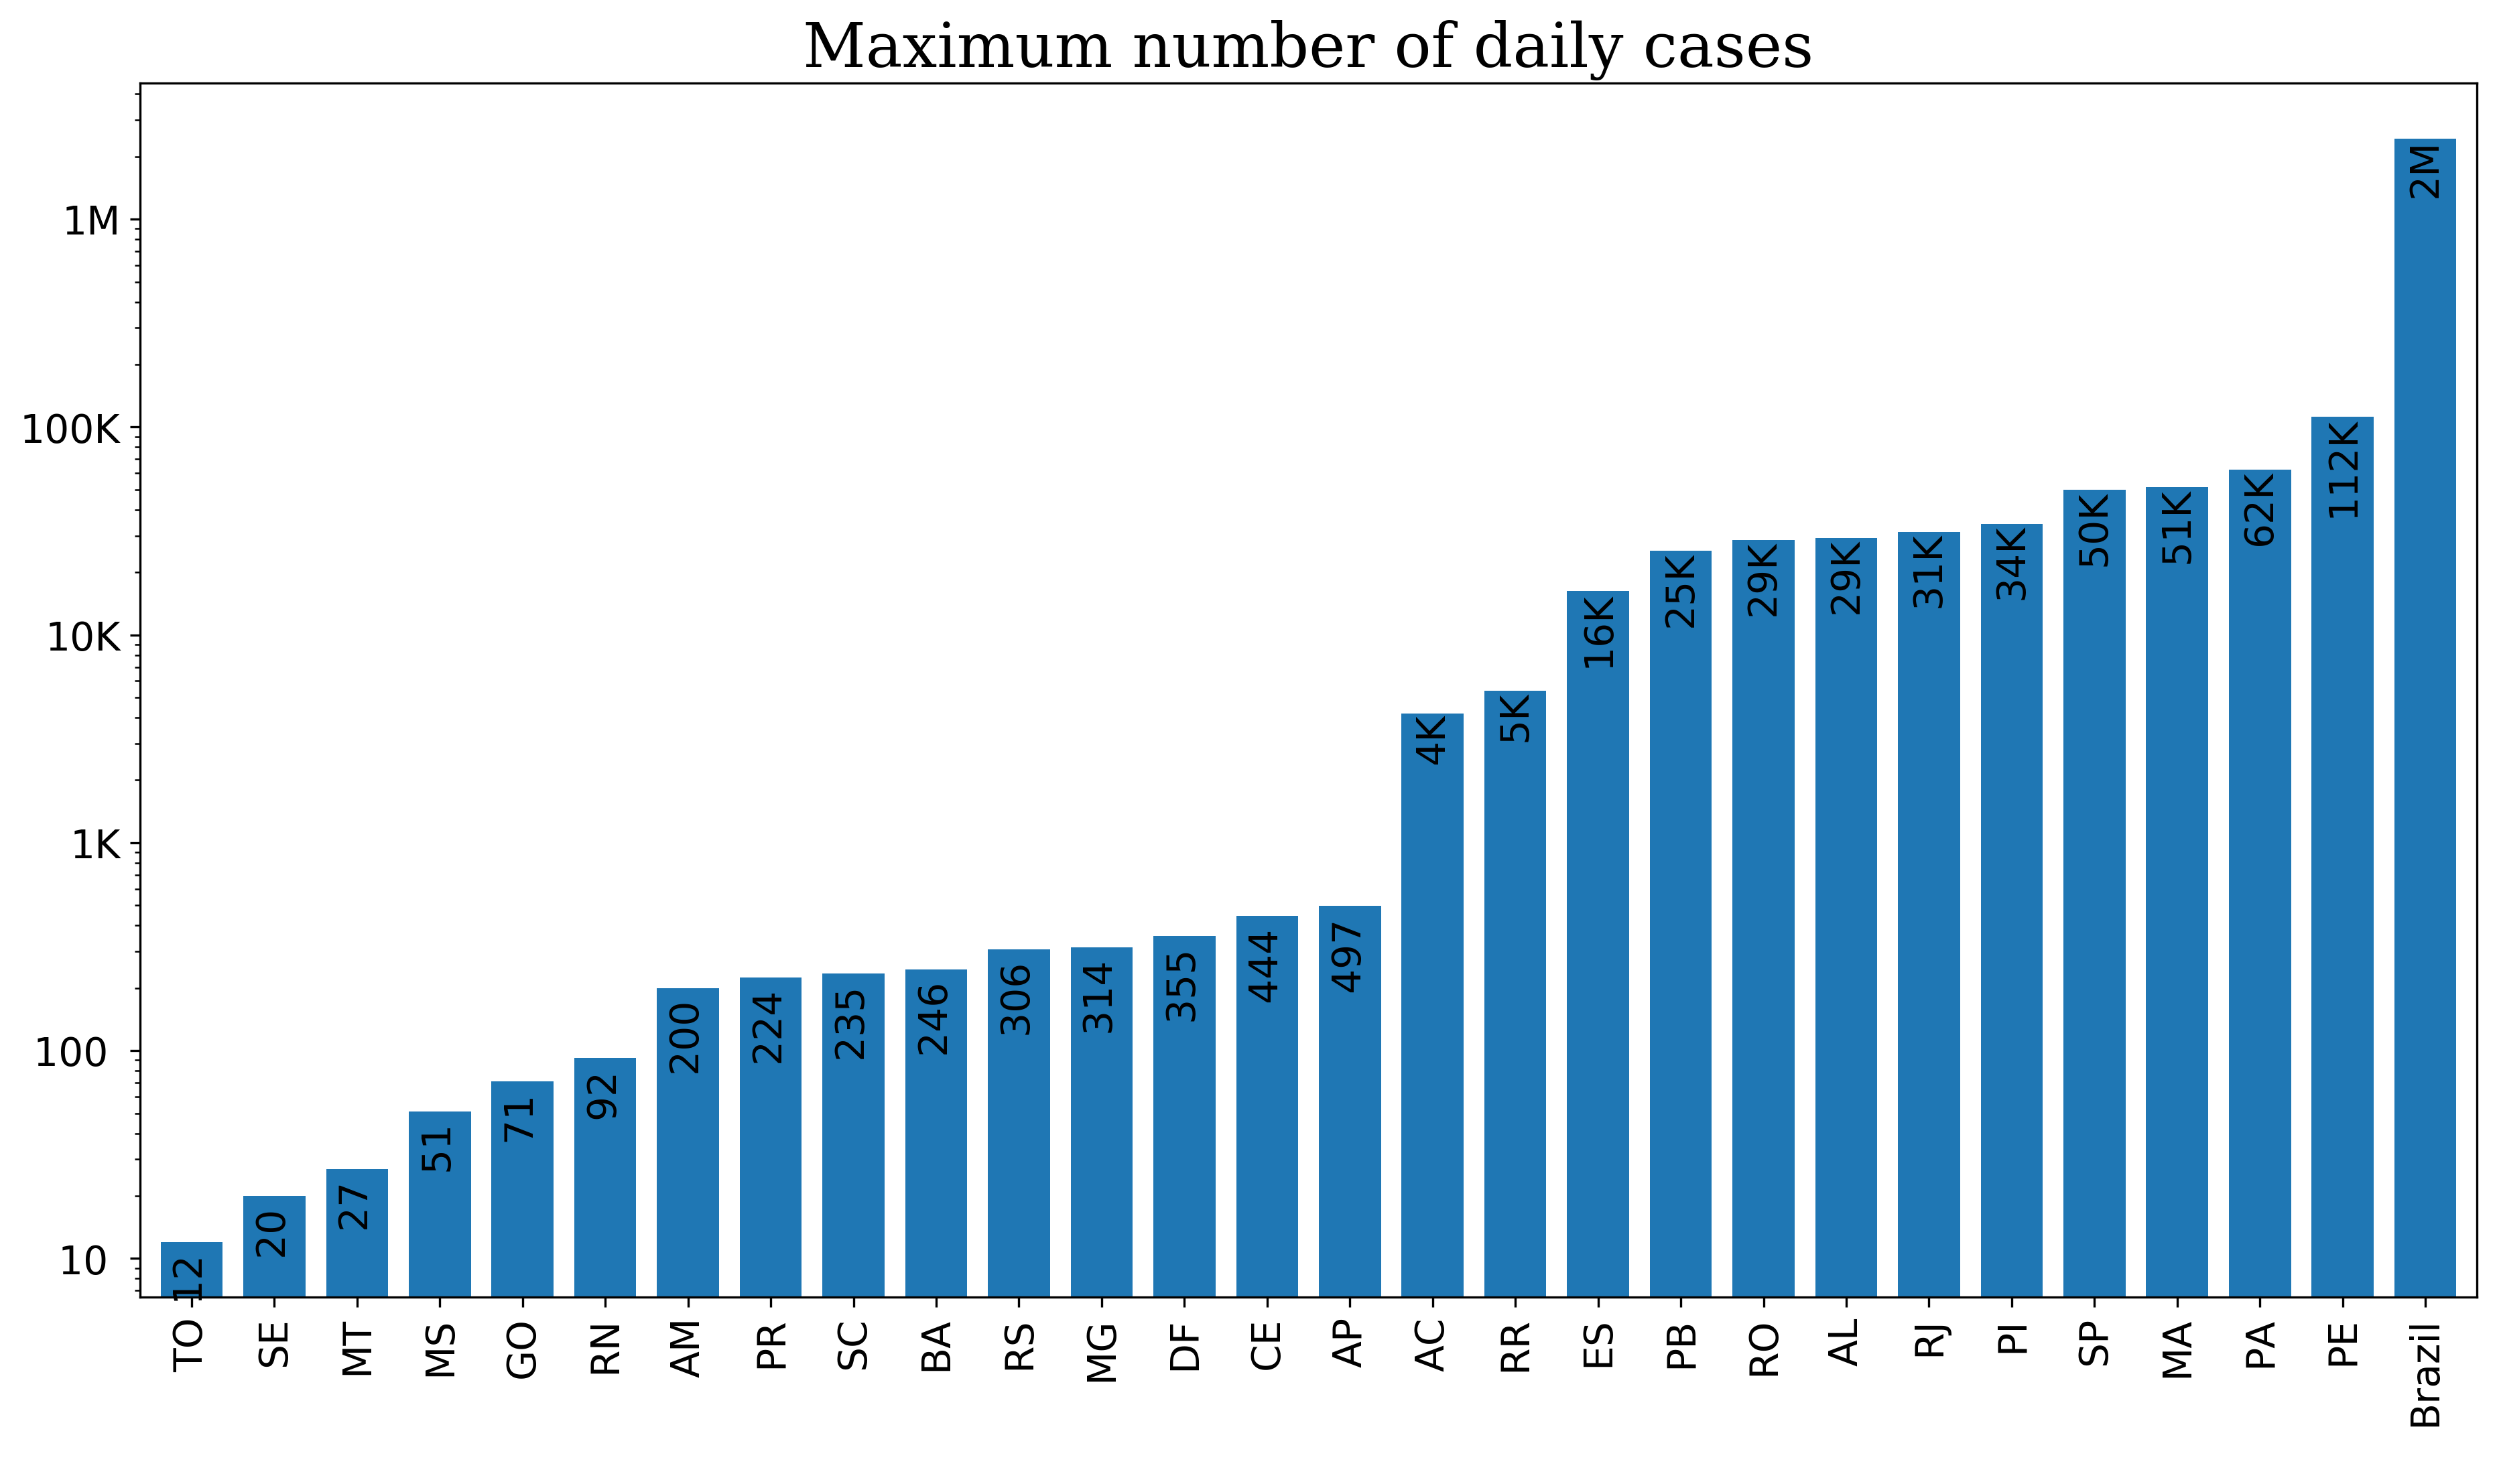 Maximum number of daily cases
1M
100K
10K
1K
100
10
12
20
27
51
71
92
200
224
235
246
306
314
355
444
497
4K
5K
16K
25K
29K
29K
31K
34K
50K
51K
62K
112K
2M
TO
SE
MT
MS
GO
RN
AM
PR
SC
BA
RS
MG
DF
CE
AP
AC
RR
ES
PB
RO
AL
RJ
PI
SP
MA
PA
PE
Brazil